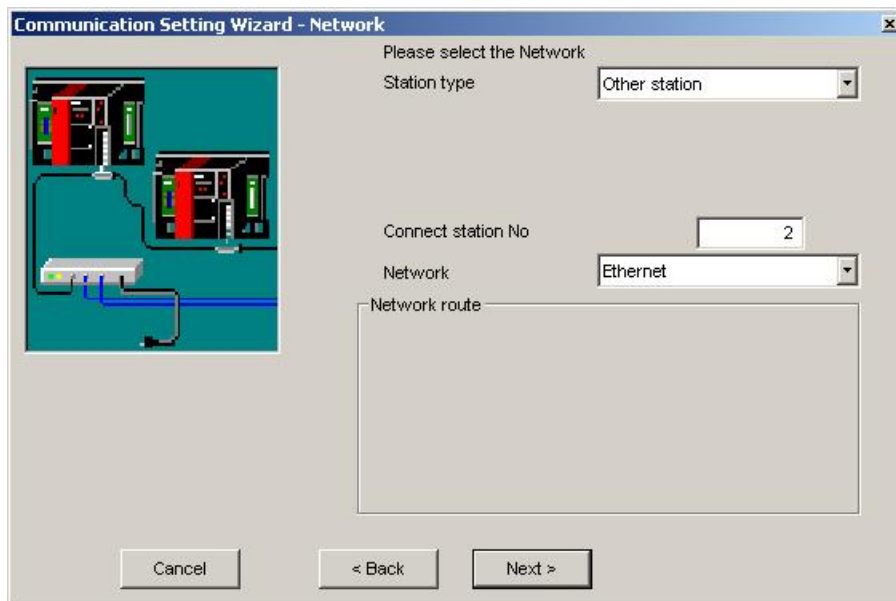 Communication Setting Wizard - Network
Please select the Network
Station type Other station
Connect station No 2
Network Ethernet
Network route
Cancel < Back Next >